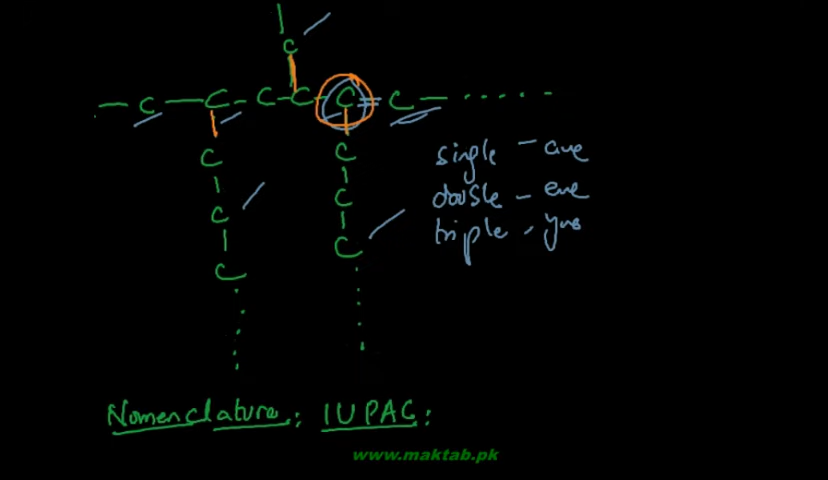 C
C C C C C C
C C
C C
C C
single - ane
double - ene
triple - yne
Nomenclature: IUPAC:
www.maktab.pk